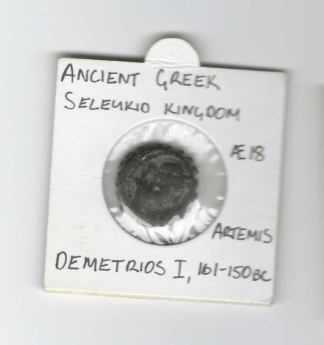 ANCIENT GREEK
SELEUKID KINGDOM
Æ18
ARTEMIS
DEMETRIOS I, 161-150BC